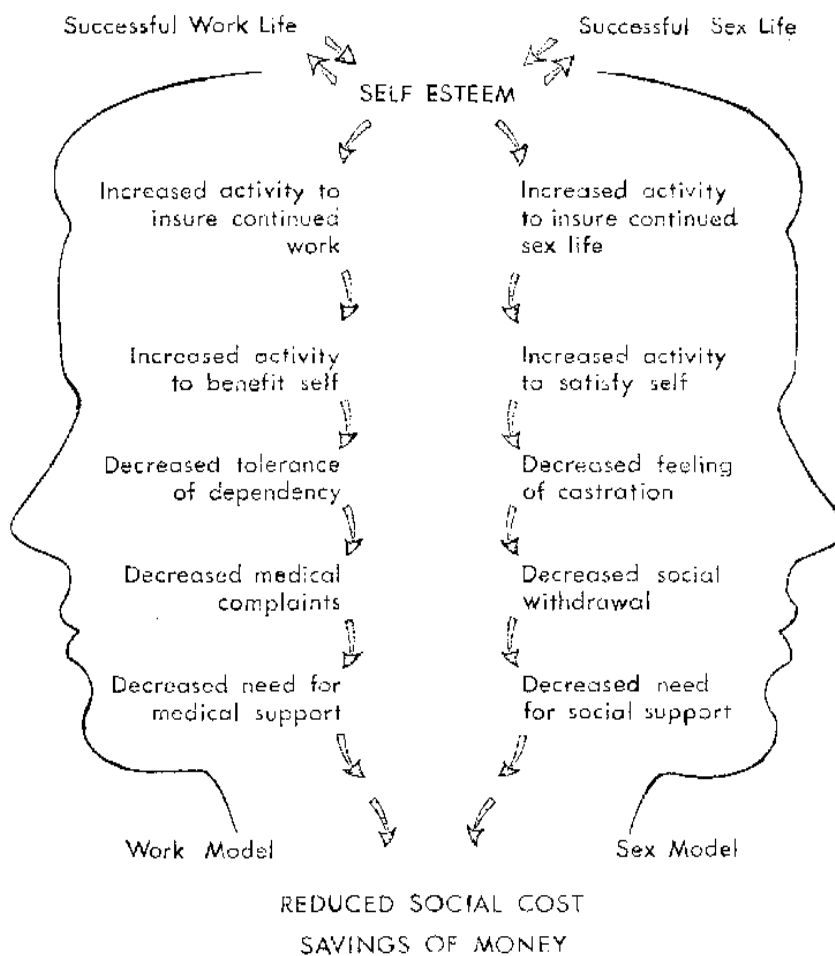 Successful Work Life
Successful Sex Life
SELF ESTEEM
Increased activity to
insure continued
work
Increased activity
to benefit self
Decreased tolerance
of dependency
Decreased medical
complaints
Decreased need for
medical support
Work Model
Increased activity
to insure continued
sex life
Increased activity
to satisfy self
Decreased feeling
of castration
Decreased social
withdrawal
Decreased need
for social support
Sex Model
REDUCED SOCIAL COST
SAVINGS OF MONEY